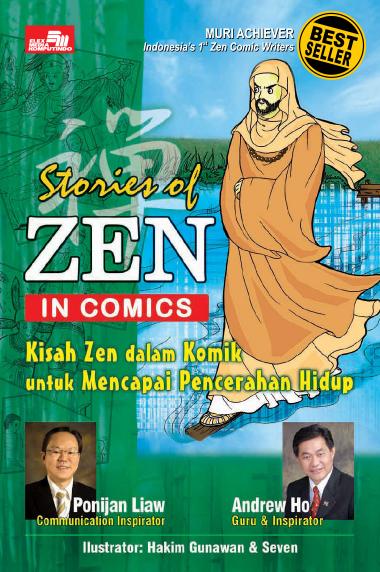 ELEX
MEDIA
KOMPUTINDO
MURI ACHIEVER
Indonesia's 1st Zen Comic Writers
BEST
SELLER
禅
Stories of
ZEN
IN COMICS
Kisah Zen dalam Komik
untuk Mencapai Pencerahan Hidup
Ponijan Liaw
Communication Inspirator
Andrew Ho
Guru & Inspirator
Ilustrator: Hakim Gunawan & Seven